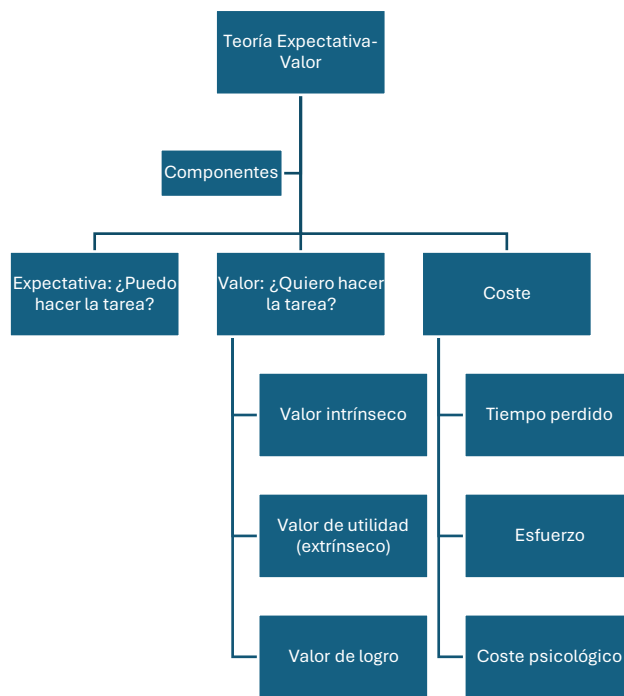 Teoría Expectativa-
Valor
Componentes
Expectativa: ¿Puedo
hacer la tarea?
Valor: ¿Quiero hacer
la tarea?
Coste
Valor intrínseco
Tiempo perdido
Valor de utilidad
(extrínseco)
Esfuerzo
Valor de logro
Coste psicológico